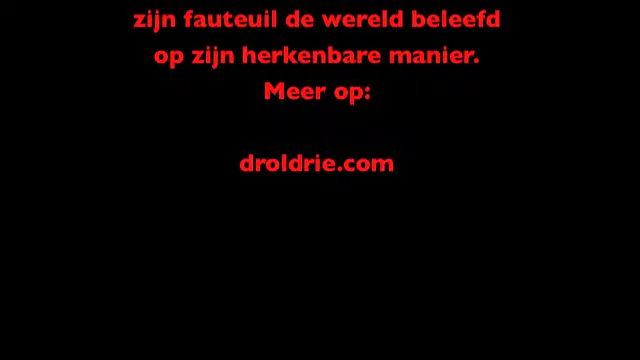 zijn fauteuil de wereld beleefd
op zijn herkenbare manier.
Meer op:
droldrie.com